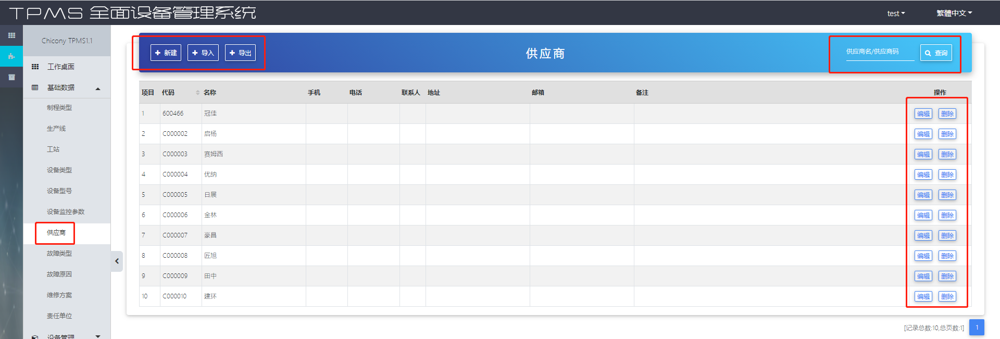 TPMS 全面设备管理系统
test
繁體中文
Chicony TPMS1.1
工作桌面
基础数据
制程类型
生产线
工站
设备类型
设备型号
设备监控参数
供应商
故障类型
故障原因
维修方案
责任单位
设备管理
新建 导入 导出
供应商
供应商名/供应商码 查询
项目 代码 名称 手机 电话 联系人 地址 邮箱 备注 操作
1 600466 冠佳 编辑 删除
2 C000002 启杨 编辑 删除
3 C000003 赛姆西 编辑 删除
4 C000004 优纳 编辑 删除
5 C000005 日展 编辑 删除
6 C000006 金林 编辑 删除
7 C000007 豪昌 编辑 删除
8 C000008 匠旭 编辑 删除
9 C000009 田中 编辑 删除
10 C000010 建环 编辑 删除
[记录总数:10,总页数:1] 1